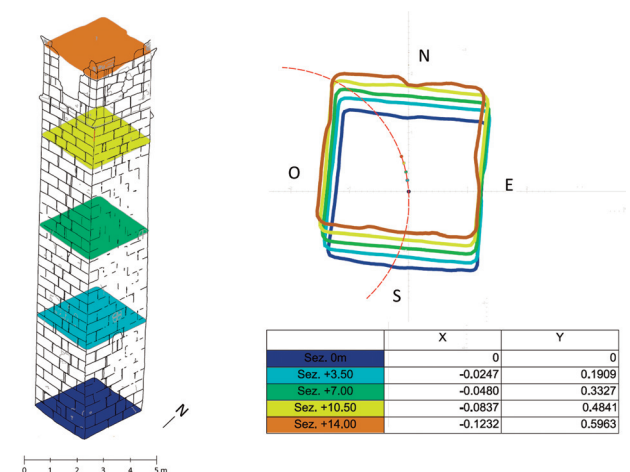 N
0 1 2 3 4 5 m
N
O
E
S
X Y
Sez. 0m 0 0
Sez. +3.50 -0.0247 0.1909
Sez. +7.00 -0.0480 0.3327
Sez. +10.50 -0.0837 0.4841
Sez. +14.00 -0.1232 0.5963